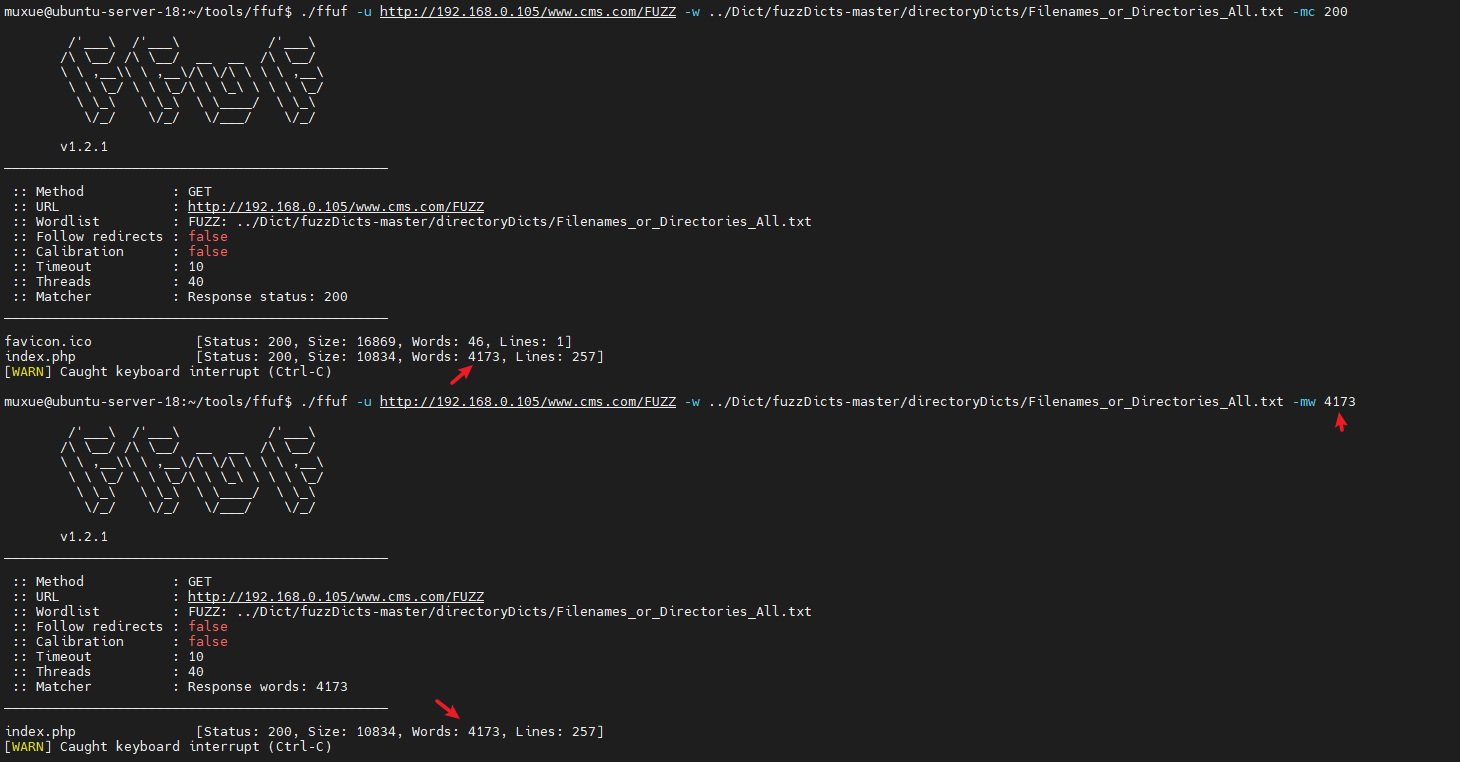 muxue@ubuntu-server-18:~/tools/ffuf$ ./ffuf -u http://192.168.0.105/www.cms.com/FUZZ -w ../Dict/fuzzDicts-master/directoryDicts/Filenames_or_Directories_All.txt -mc 200
        /'___\  /'___\           /'___\
       /\ \__/ /\ \__/  __  __  /\ \__/
       \ \ ,__\\ \ ,__\/\ \/\ \ \ \ ,__\
        \ \ \_/ \ \ \_/\ \ \_\ \ \ \ \_/
         \ \_\   \ \_\  \ \____/  \ \_\
          \/_/    \/_/   \/___/    \/_/
       v1.2.1
________________________________________________
 :: Method           : GET
 :: URL              : http://192.168.0.105/www.cms.com/FUZZ
 :: Wordlist         : FUZZ: ../Dict/fuzzDicts-master/directoryDicts/Filenames_or_Directories_All.txt
 :: Follow redirects : false
 :: Calibration      : false
 :: Timeout          : 10
 :: Threads          : 40
 :: Matcher          : Response status: 200
________________________________________________
favicon.ico             [Status: 200, Size: 16869, Words: 46, Lines: 1]
index.php               [Status: 200, Size: 10834, Words: 4173, Lines: 257]
[WARN] Caught keyboard interrupt (Ctrl-C)
muxue@ubuntu-server-18:~/tools/ffuf$ ./ffuf -u http://192.168.0.105/www.cms.com/FUZZ -w ../Dict/fuzzDicts-master/directoryDicts/Filenames_or_Directories_All.txt -mw 4173
        /'___\  /'___\           /'___\
       /\ \__/ /\ \__/  __  __  /\ \__/
       \ \ ,__\\ \ ,__\/\ \/\ \ \ \ ,__\
        \ \ \_/ \ \ \_/\ \ \_\ \ \ \ \_/
         \ \_\   \ \_\  \ \____/  \ \_\
          \/_/    \/_/   \/___/    \/_/
       v1.2.1
________________________________________________
 :: Method           : GET
 :: URL              : http://192.168.0.105/www.cms.com/FUZZ
 :: Wordlist         : FUZZ: ../Dict/fuzzDicts-master/directoryDicts/Filenames_or_Directories_All.txt
 :: Follow redirects : false
 :: Calibration      : false
 :: Timeout          : 10
 :: Threads          : 40
 :: Matcher          : Response words: 4173
________________________________________________
index.php               [Status: 200, Size: 10834, Words: 4173, Lines: 257]
[WARN] Caught keyboard interrupt (Ctrl-C)